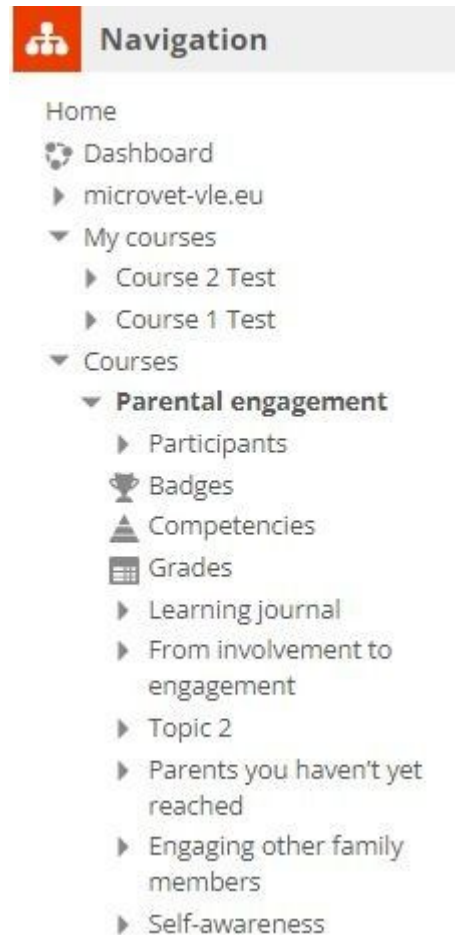 Navigation
Home
Dashboard
microvet-vle.eu
My courses
Course 2 Test
Course 1 Test
Courses
Parental engagement
Participants
Badges
Competencies
Grades
Learning journal
From involvement to
engagement
Topic 2
Parents you haven't yet
reached
Engaging other family
members
Self-awareness